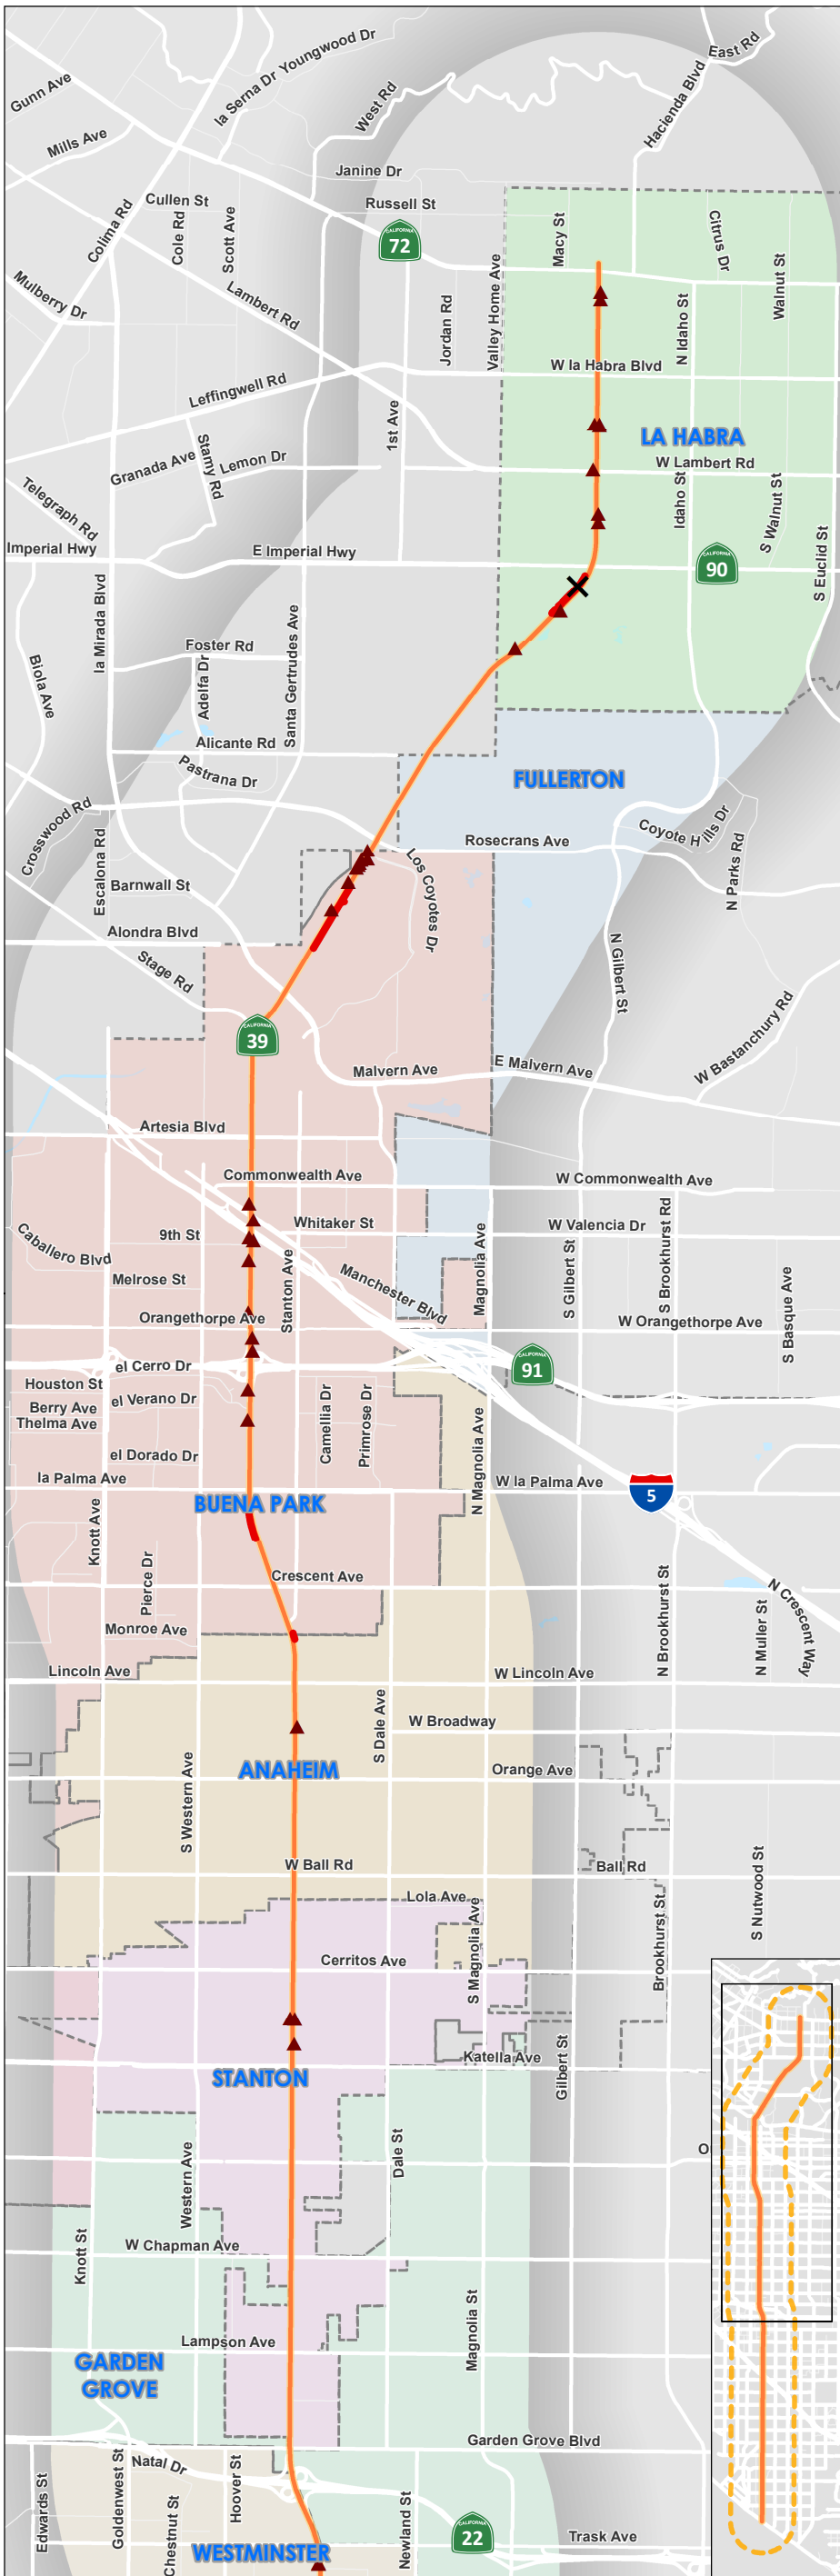 East Rd
la Serna Dr
Youngwood Dr
Gunn Ave
West Rd
Hacienda Blvd
Mills Ave
Janine Dr
Cullen St
Russell St
Colima Rd
Cole Rd
Scott Ave
CALIFORNIA
72
Macy St
Citrus Dr
Walnut St
Mulberry Dr
Lambert Rd
Jordan Rd
Valley Home Ave
N Idaho St
W la Habra Blvd
Leffingwell Rd
1st Ave
LA HABRA
Granada Ave
Stamy Rd
Lemon Dr
W Lambert Rd
Idaho St
S Walnut St
Telegraph Rd
Imperial Hwy
E Imperial Hwy
CALIFORNIA
90
S Euclid St
la Mirada Blvd
Foster Rd
Biola Ave
Adelfa Dr
Santa Gertrudes Ave
Alicante Rd
Pastrana Dr
FULLERTON
Crosswood Rd
Escalona Rd
Rosecrans Ave
Coyote H ills Dr
N Parks Rd
Barnwall St
Los Coyotes Dr
Alondra Blvd
Stage Rd
N Gilbert St
CALIFORNIA
39
W Bastanchury Rd
Malvern Ave
E Malvern Ave
Artesia Blvd
Commonwealth Ave
W Commonwealth Ave
Caballero Blvd
9th St
Whitaker St
W Valencia Dr
S Brookhurst Rd
Melrose St
Stanton Ave
Manchester Blvd
Magnolia Ave
S Gilbert St
S Basque Ave
Orangethorpe Ave
W Orangethorpe Ave
el Cerro Dr
CALIFORNIA
91
Houston St
Berry Ave
el Verano Dr
Thelma Ave
Camellia Dr
Primrose Dr
N Magnolia Ave
el Dorado Dr
la Palma Ave
W la Palma Ave
5
BUENA PARK
Knott Ave
Pierce Dr
Crescent Ave
N Brookhurst St
N Muller St
N Crescent Way
Monroe Ave
Lincoln Ave
W Lincoln Ave
S Dale Ave
W Broadway
ANAHEIM
Orange Ave
S Western Ave
W Ball Rd
Ball Rd
Lola Ave
S Nutwood St
S Magnolia Ave
Brookhurst St
Cerritos Ave
Katella Ave
Gilbert St
STANTON
Western Ave
Dale St
O
Knott St
W Chapman Ave
Magnolia St
Lampson Ave
GARDEN
GROVE
Garden Grove Blvd
Edwards St
Goldenwest St
Natal Dr
Hoover St
Chestnut St
Newland St
CALIFORNIA
22
Trask Ave
WESTMINSTER